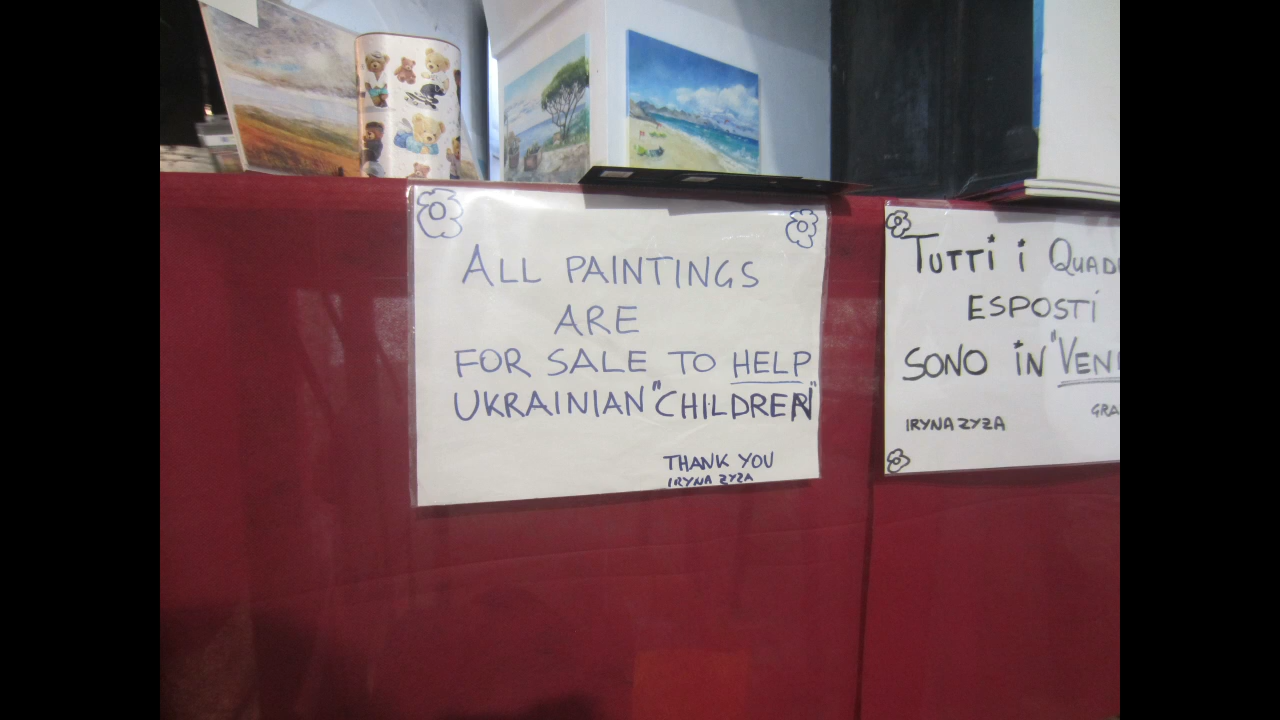 ALL PAINTINGS
ARE
FOR SALE TO HELP
UKRAINIAN "CHILDREN"
THANK YOU
IRYNA ZYZA
TUTTI i
ESPOSTI
SONO iN
IRYNA ZYZA